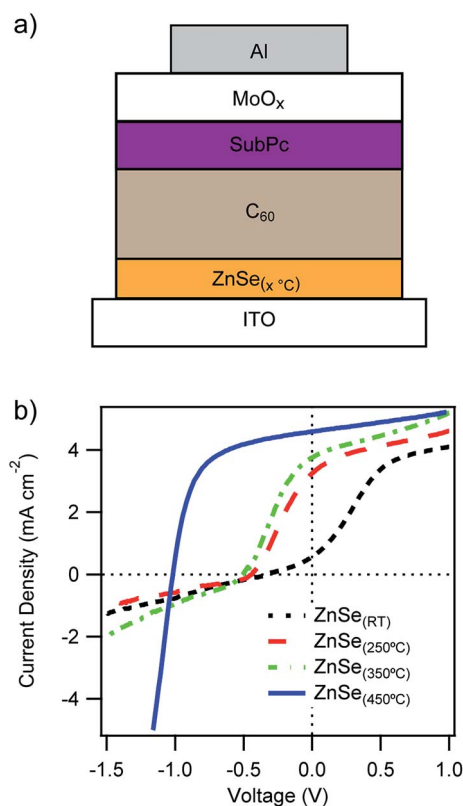 a)
Al
MoOₓ
SubPc
C₆₀
ZnSe₍ₓ °C₎
ITO
b)
Current Density (mA cm⁻²)
4
2
0
-2
-4
ZnSe(RT)
ZnSe(250ºC)
ZnSe(350ºC)
ZnSe(450ºC)
-1.5 -1.0 -0.5 0.0 0.5 1.0
Voltage (V)